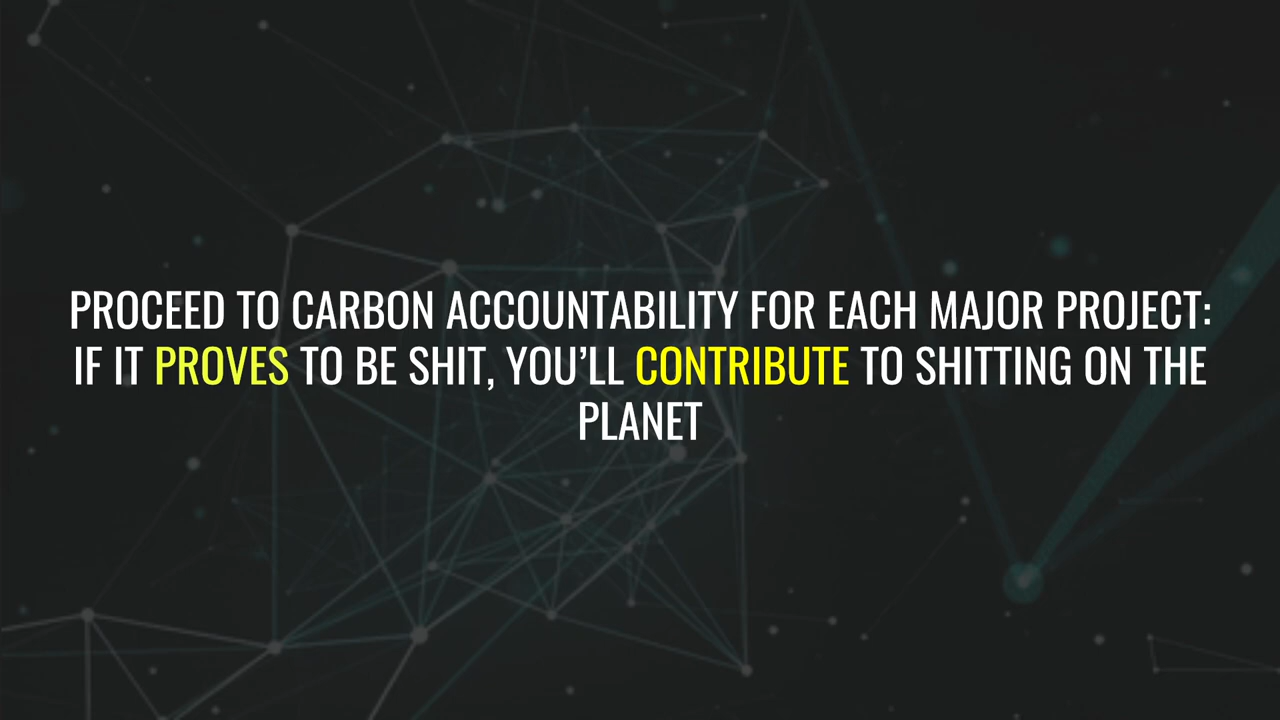 PROCEED TO CARBON ACCOUNTABILITY FOR EACH MAJOR PROJECT:
IF IT PROVES TO BE SHIT, YOU’LL CONTRIBUTE TO SHITTING ON THE
PLANET